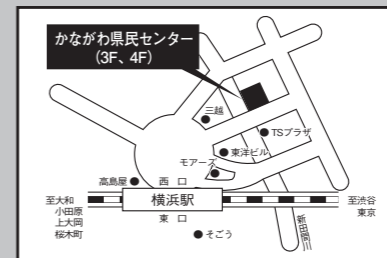 かながわ県民センター
(3F、4F)
三越
TSプラザ
東洋ビル
モアーズ
高島屋
西 口
至大和
小田原
上大岡
桜木町
横浜駅
至渋谷
東京
東 口
そごう
新田間川